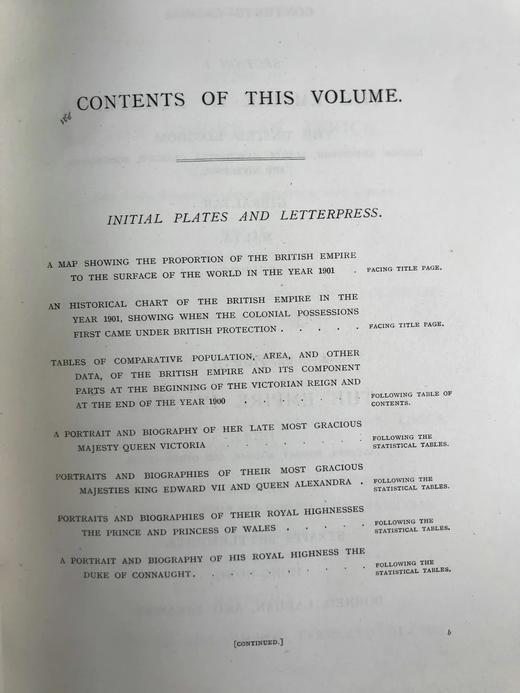 CONTENTS OF THIS VOLUME.
INITIAL PLATES AND LETTERPRESS.
A MAP SHOWING THE PROPORTION OF THE BRITISH EMPIRE
TO THE SURFACE OF THE WORLD IN THE YEAR 1901 . FACING TITLE PAGE.
AN HISTORICAL CHART OF THE BRITISH EMPIRE IN THE
YEAR 1901, SHOWING WHEN THE COLONIAL POSSESSIONS
FIRST CAME UNDER BRITISH PROTECTION . . . . . FACING TITLE PAGE.
TABLES OF COMPARATIVE POPULATION, AREA, AND OTHER
DATA, OF THE BRITISH EMPIRE AND ITS COMPONENT
PARTS AT THE BEGINNING OF THE VICTORIAN REIGN AND
AT THE END OF THE YEAR 1900 . . . . . . FOLLOWING TABLE OF
CONTENTS.
A PORTRAIT AND BIOGRAPHY OF HER LATE MOST GRACIOUS
MAJESTY QUEEN VICTORIA . . . . . . . FOLLOWING THE
STATISTICAL TABLES.
PORTRAITS AND BIOGRAPHIES OF THEIR MOST GRACIOUS
MAJESTIES KING EDWARD VII AND QUEEN ALEXANDRA . FOLLOWING THE
STATISTICAL TABLES.
PORTRAITS AND BIOGRAPHIES OF THEIR ROYAL HIGHNESSES
THE PRINCE AND PRINCESS OF WALES . . . . . FOLLOWING THE
STATISTICAL TABLES.
A PORTRAIT AND BIOGRAPHY OF HIS ROYAL HIGHNESS THE
DUKE OF CONNAUGHT. . . . . . . . FOLLOWING THE
STATISTICAL TABLES.
b
[CONTINUED.]